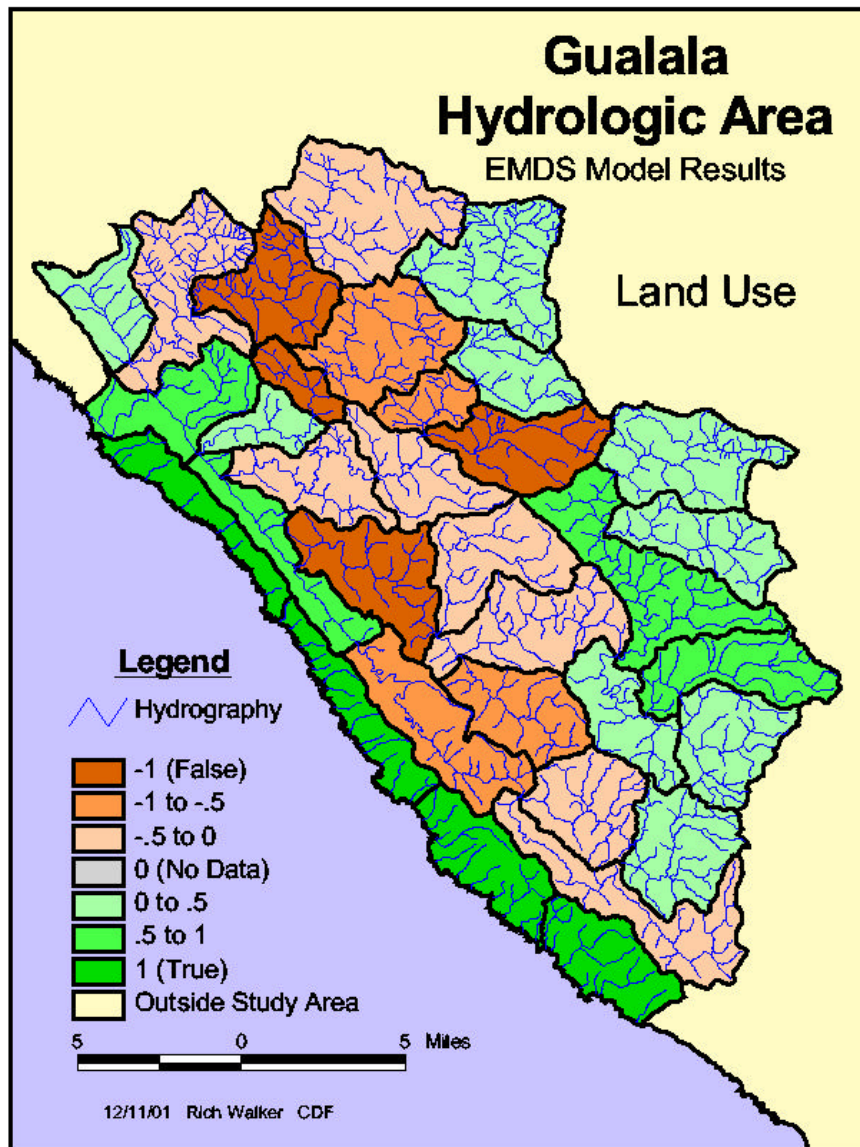 Gualala
Hydrologic Area
EMDS Model Results
Land Use
Legend
Hydrography
-1 (False)
-1 to -.5
-.5 to 0
0 (No Data)
0 to .5
.5 to 1
1 (True)
Outside Study Area
5 0 5 Miles
12/11/01 Rich Walker CDF